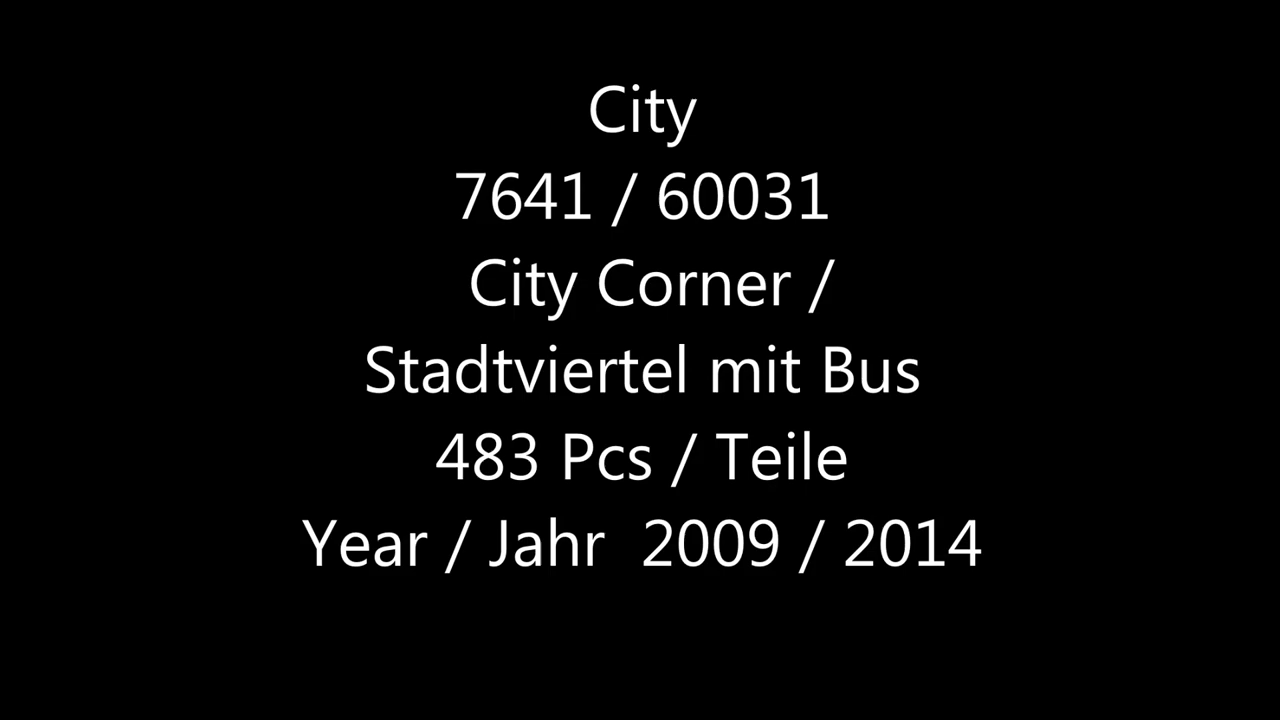 City
7641 / 60031
City Corner /
Stadtviertel mit Bus
483 Pcs / Teile
Year / Jahr  2009 / 2014